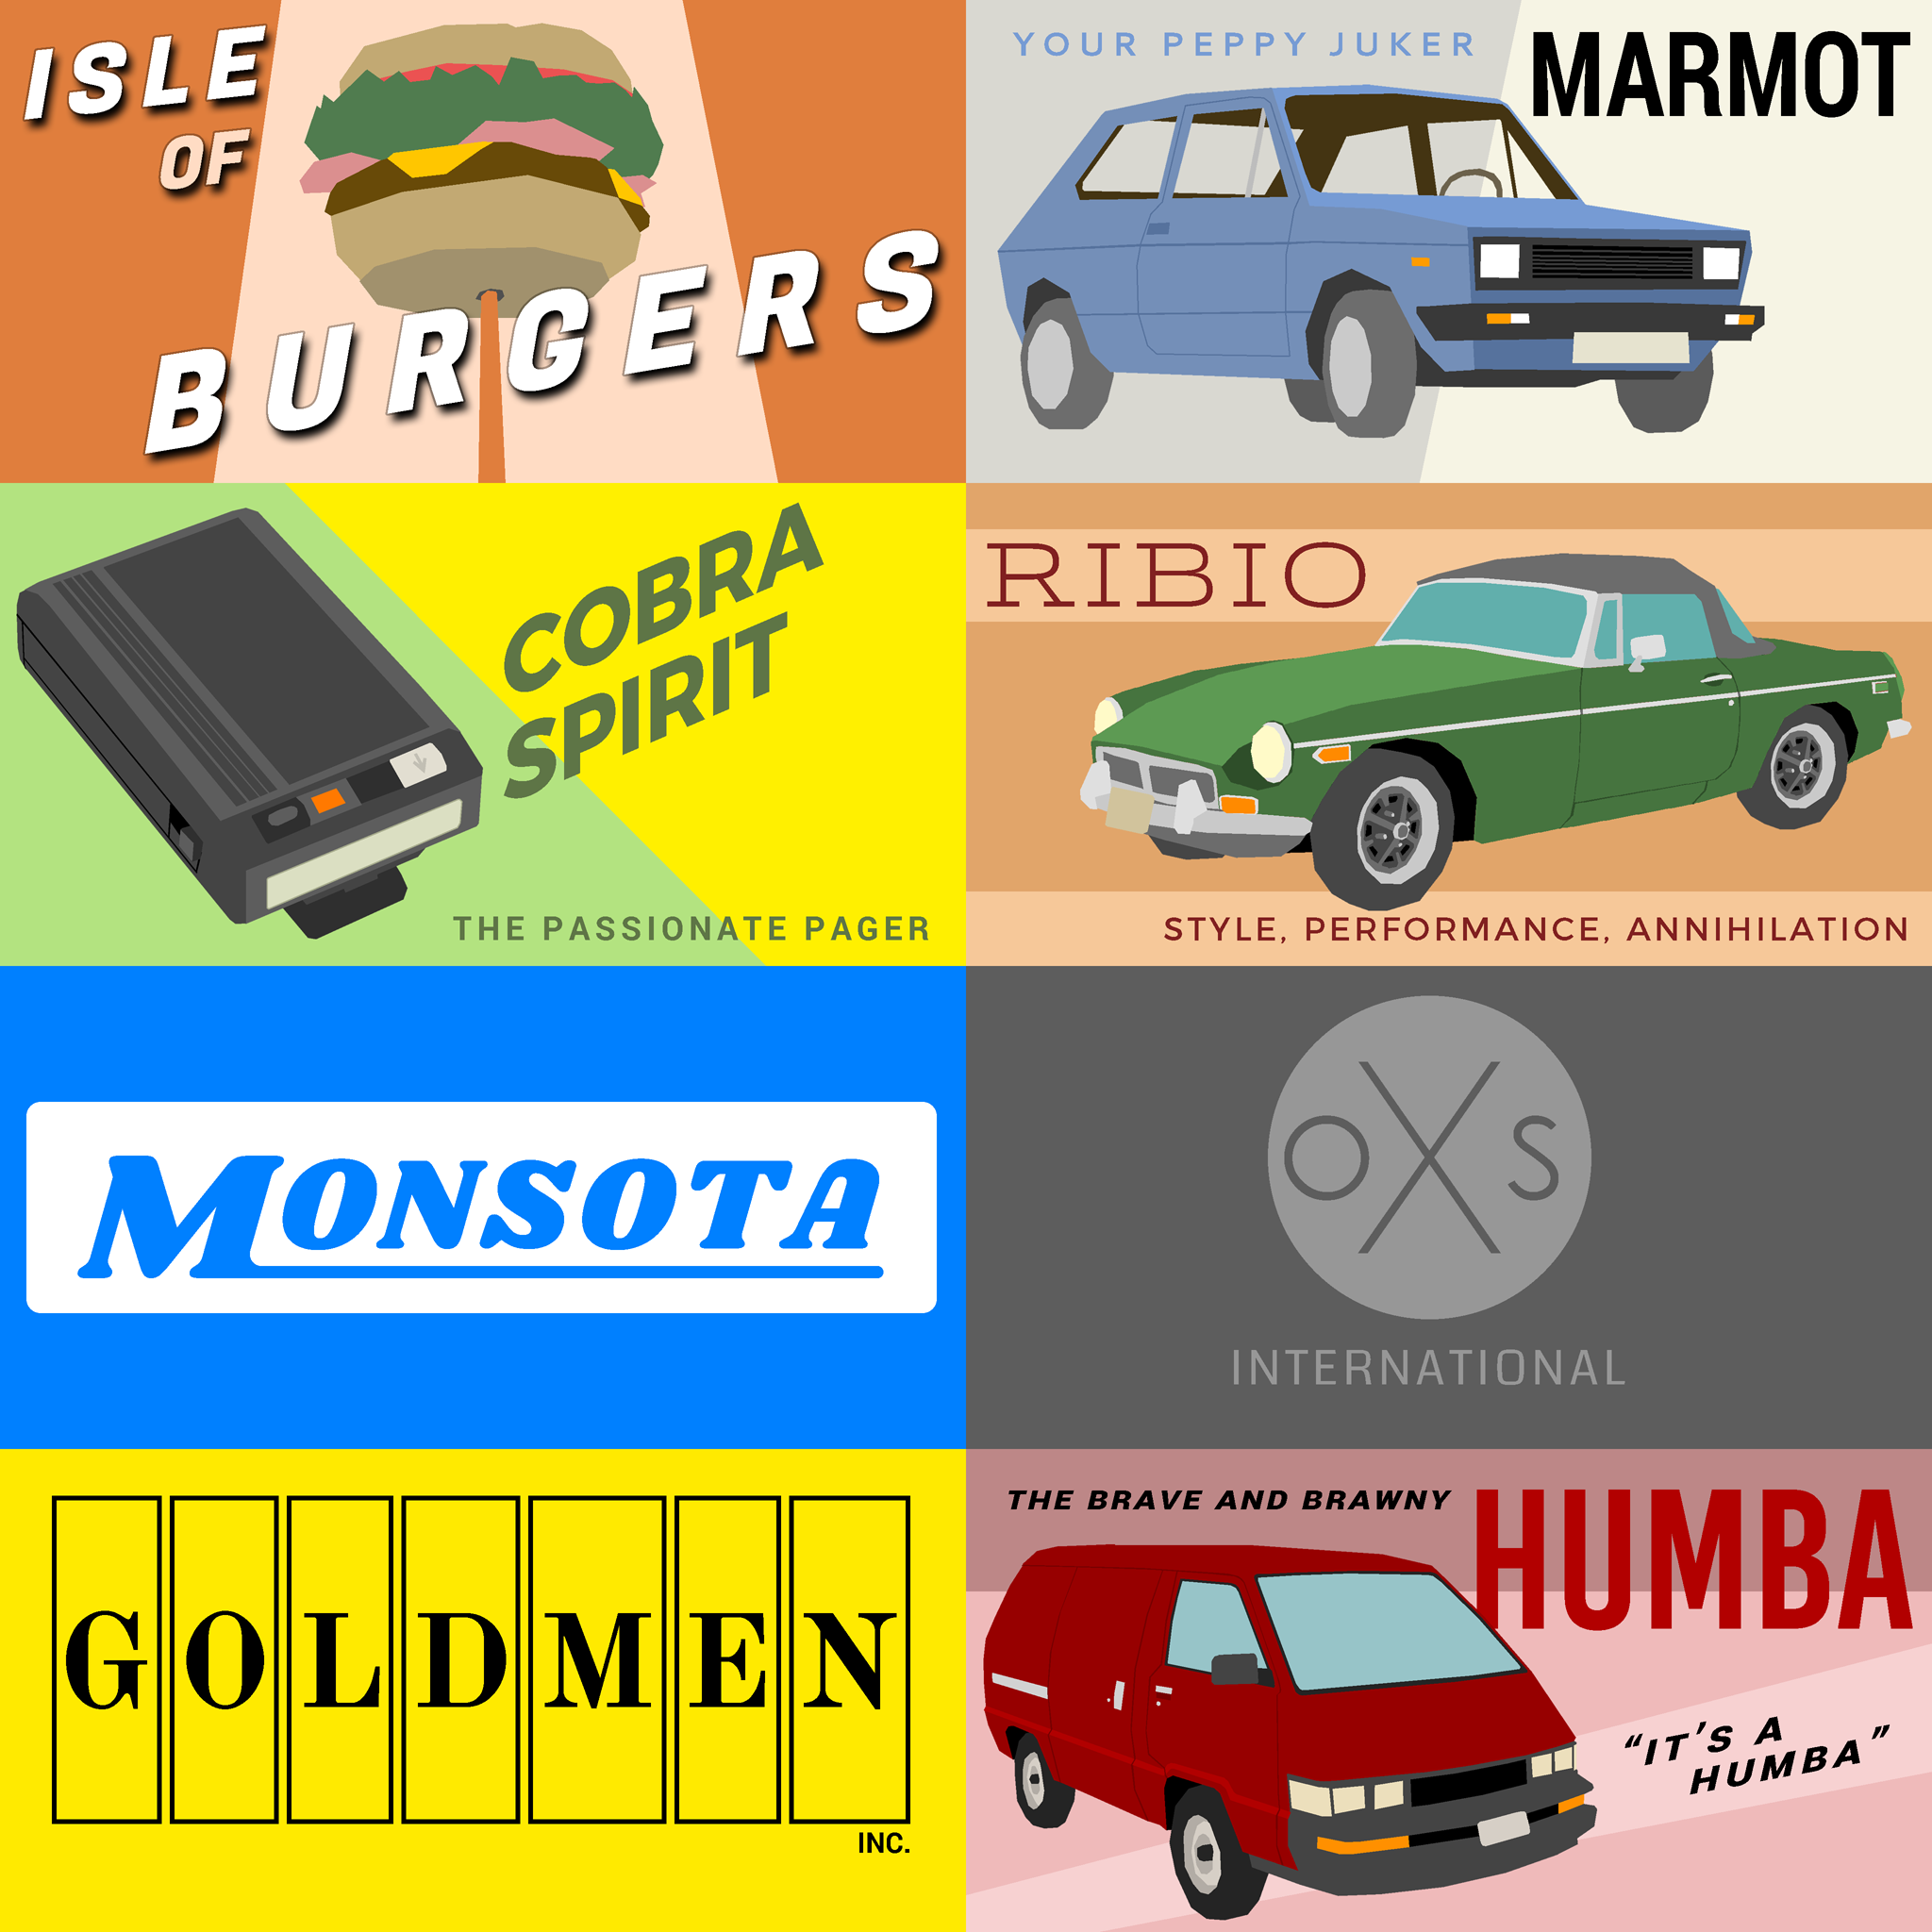 ISLE
OF
BURGERS
YOUR PEPPY JUKER
MARMOT
COBRA
SPIRIT
THE PASSIONATE PAGER
RIBIO
STYLE, PERFORMANCE, ANNIHILATION
MONSOTA
OXS
INTERNATIONAL
GOLDMEN
INC.
THE BRAVE AND BRAWNY
HUMBA
“IT’S A
HUMBA”